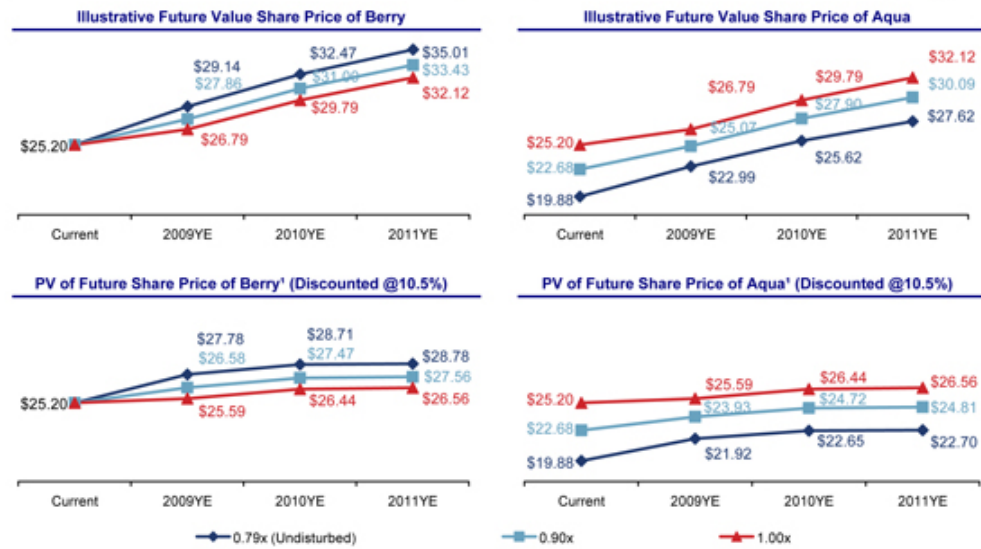 Illustrative Future Value Share Price of Berry
$35.01
$32.47
$33.43
$29.14
$31.00
$32.12
$27.86
$29.79
$26.79
$25.20
Current 2009YE 2010YE 2011YE
Illustrative Future Value Share Price of Aqua
$32.12
$29.79
$30.09
$26.79
$27.90
$27.62
$25.20
$25.07
$25.62
$22.68
$22.99
$19.88
Current 2009YE 2010YE 2011YE
PV of Future Share Price of Berry¹ (Discounted @10.5%)
$27.78 $28.71
$28.78
$26.58 $27.47
$27.56
$25.20
$25.59 $26.44 $26.56
Current 2009YE 2010YE 2011YE
PV of Future Share Price of Aqua¹ (Discounted @10.5%)
$25.20 $25.59 $26.44 $26.56
$22.68 $23.93 $24.72 $24.81
$19.88 $21.92 $22.65 $22.70
Current 2009YE 2010YE 2011YE
0.79x (Undisturbed) 0.90x 1.00x